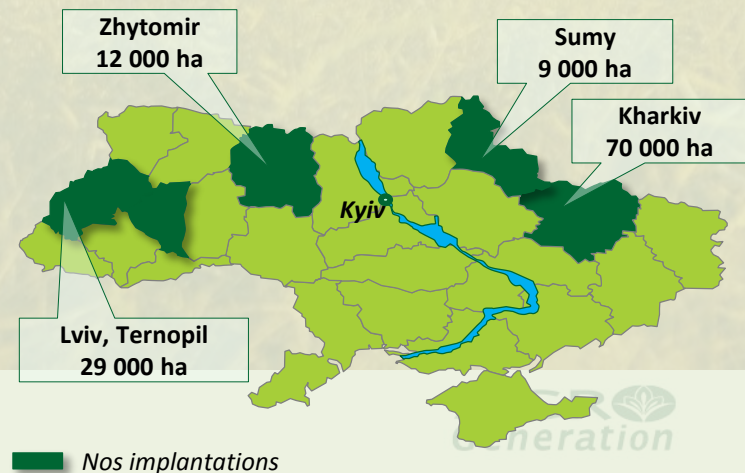 Zhytomir
12 000 ha
Sumy
9 000 ha
Kharkiv
70 000 ha
Kyiv
Lviv, Ternopil
29 000 ha
Generation
Nos implantations